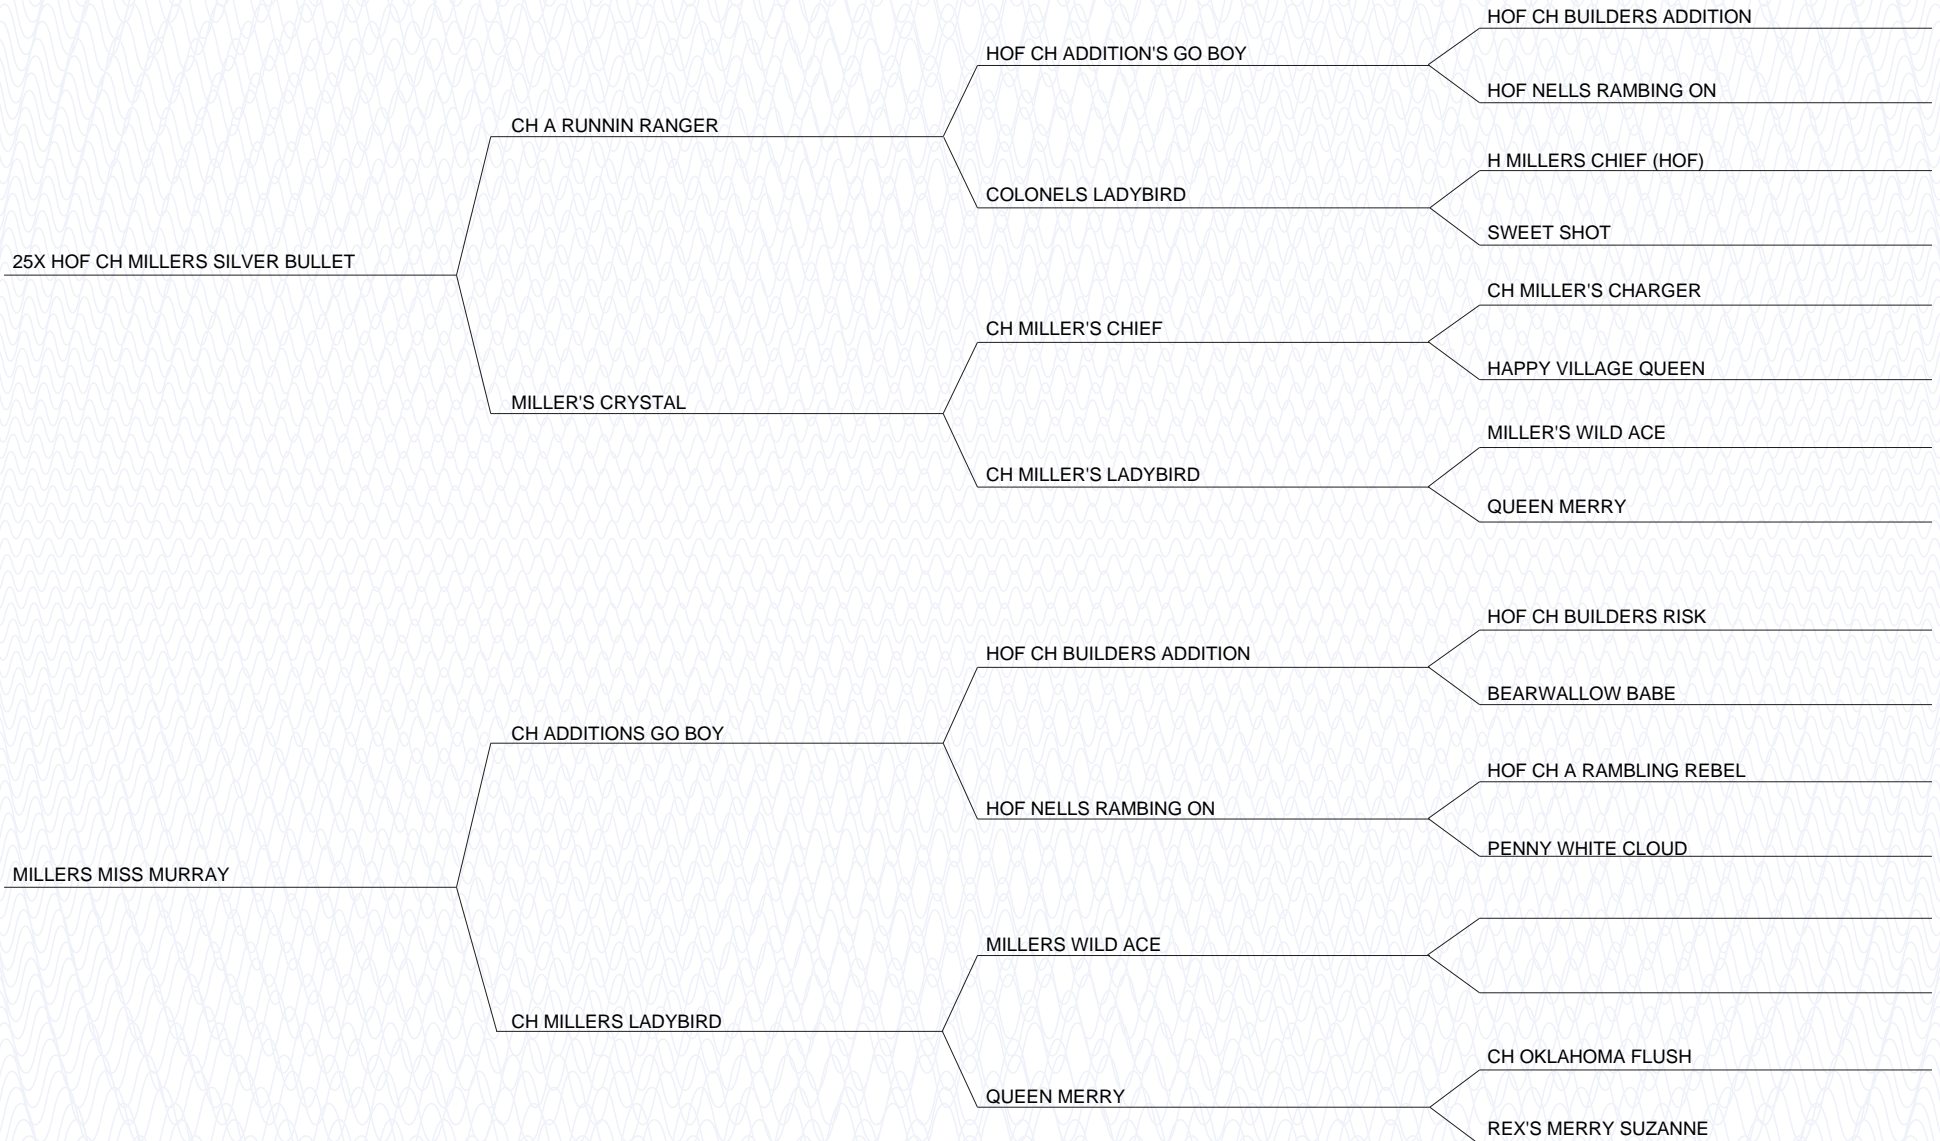 HOF CH BUILDERS ADDITION
HOF CH ADDITION'S GO BOY
HOF NELLS RAMBING ON
CH A RUNNIN RANGER
H MILLERS CHIEF (HOF)
COLONELS LADYBIRD
SWEET SHOT
25X HOF CH MILLERS SILVER BULLET
CH MILLER'S CHARGER
CH MILLER'S CHIEF
HAPPY VILLAGE QUEEN
MILLER'S CRYSTAL
MILLER'S WILD ACE
CH MILLER'S LADYBIRD
QUEEN MERRY
HOF CH BUILDERS RISK
HOF CH BUILDERS ADDITION
BEARWALLOW BABE
CH ADDITIONS GO BOY
HOF CH A RAMBLING REBEL
HOF NELLS RAMBING ON
PENNY WHITE CLOUD
MILLERS MISS MURRAY
MILLERS WILD ACE
CH MILLERS LADYBIRD
CH OKLAHOMA FLUSH
QUEEN MERRY
REX'S MERRY SUZANNE